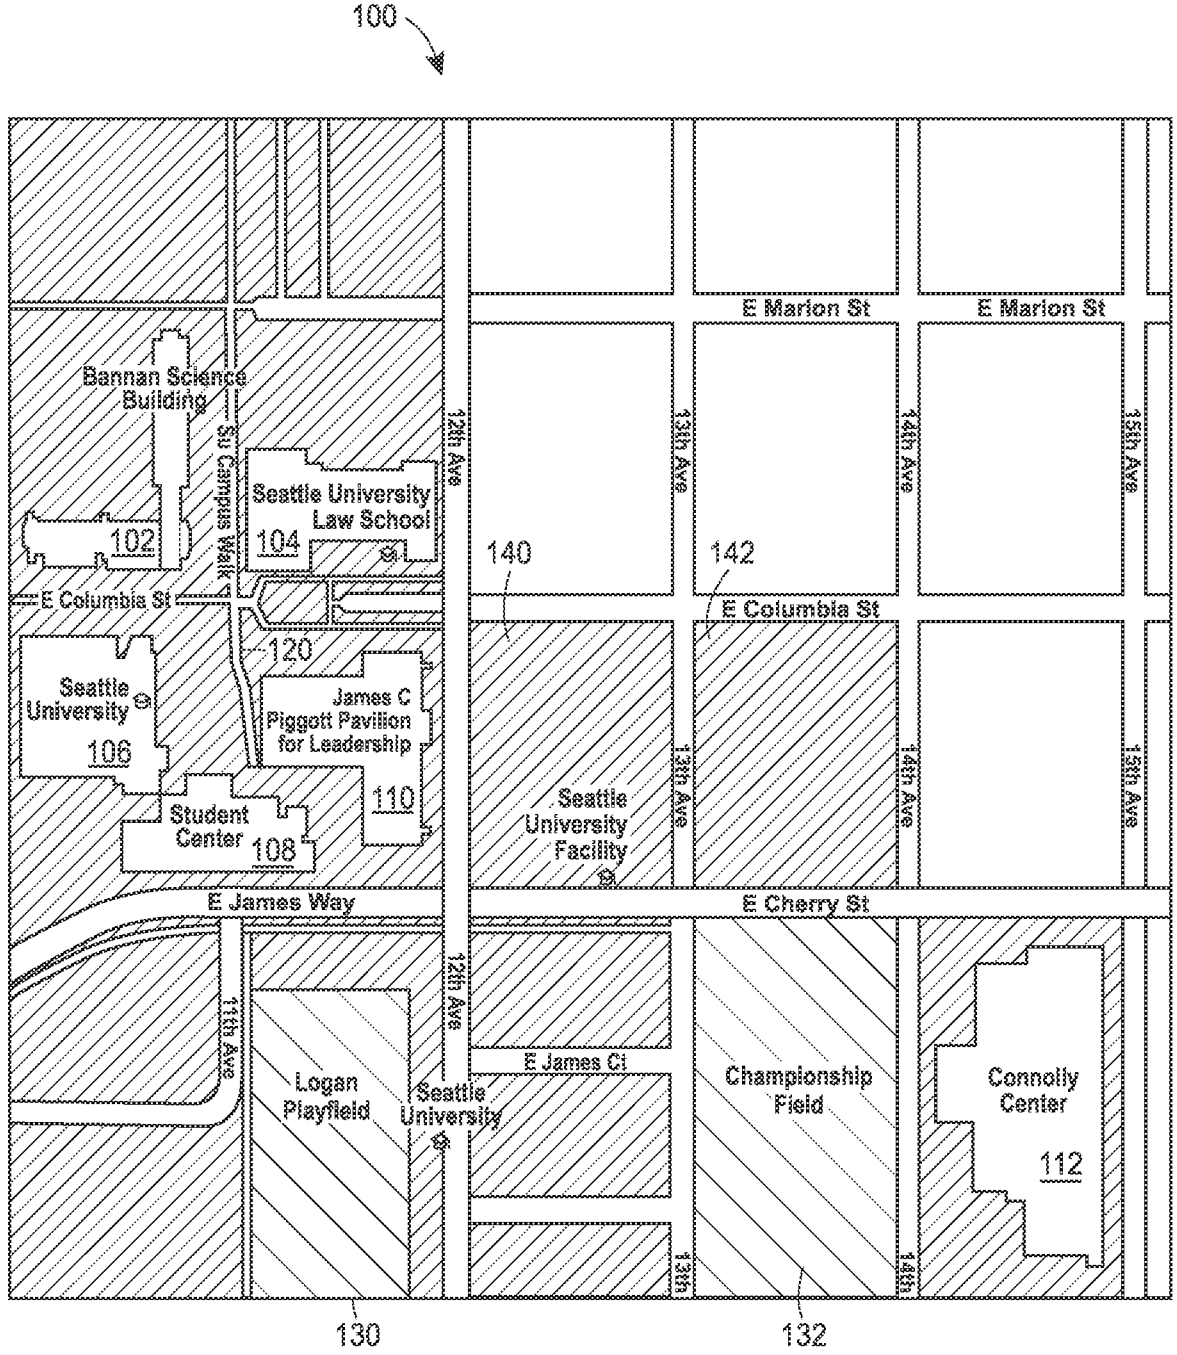 100
E Marion St
E Marion St
Bannan Science
Building
Su Campus Walk
12th Ave
13th Ave
14th Ave
15th Ave
Seattle University
Law School
102
104
140
142
E Columbia St
E Columbia St
120
Seattle
University
106
James C
Piggott Pavilion
for Leadership
110
13th Ave
14th Ave
15th Ave
Student
Center
108
Seattle
University
Facility
E James Way
E Cherry St
12th Ave
11th Ave
E James Ct
Logan
Playfield
Seattle
University
Championship
Field
Connolly
Center
112
13th
14th
130
132